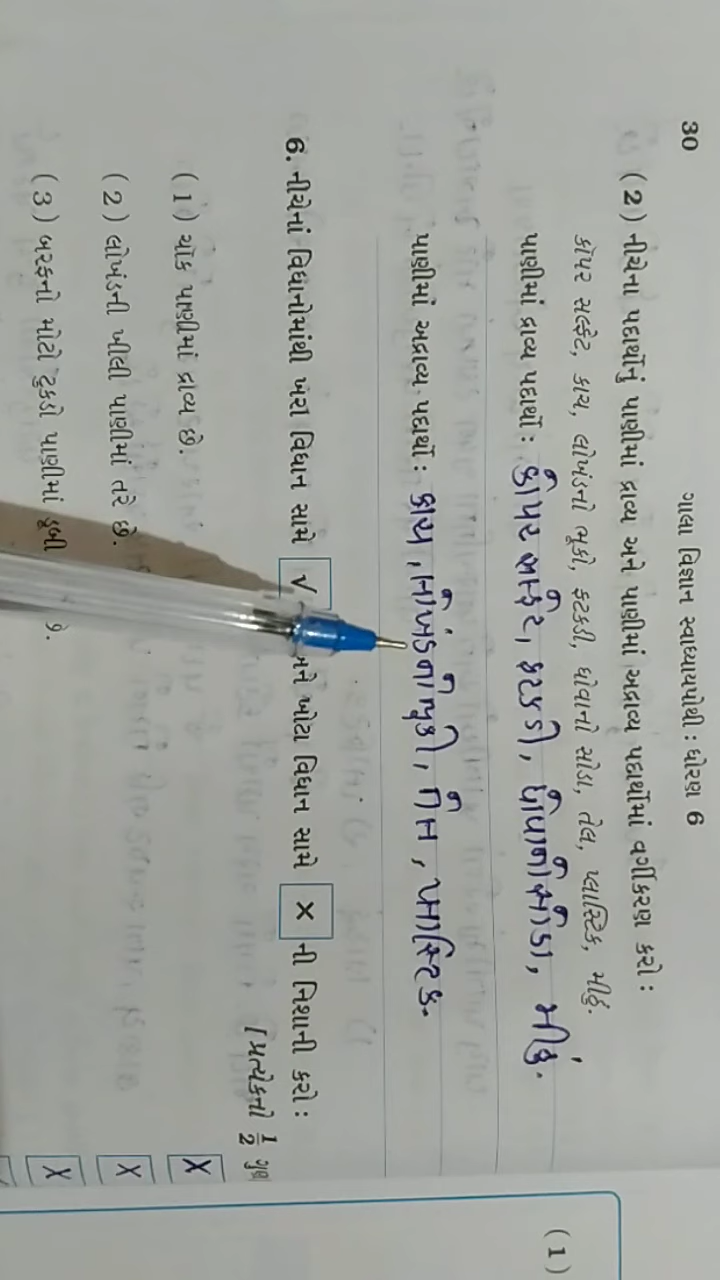 30
ગાલા વિજ્ઞાન સ્વાધ્યાયપોથી : ધોરણ 6
(2) નીચેના પદાર્થોનું પાણીમાં દ્રાવ્ય અને પાણીમાં અદ્રાવ્ય પદાર્થોમાં વર્ગીકરણ કરો :
કૉપર સલ્ફેટ, કાચ, લોખંડનો ભૂકો, ફટકડી, ધોવાનો સોડા, તેલ, પ્લાસ્ટિક, મીઠું.
પાણીમાં દ્રાવ્ય પદાર્થો : કૉપર સલ્ફેટ, ફટકડી, ધોવાનો સોડા, મીઠું.
પાણીમાં અદ્રાવ્ય પદાર્થો : કાચ, લોખંડનો ભુકો, તેલ, પ્લાસ્ટિક.
6. નીચેનાં વિધાનોમાંથી ખરા વિધાન સામે √ અને ખોટા વિધાન સામે × ની નિશાની કરો :
[પ્રત્યેકનો 1/2 ગુણ
(1) ચૉક પાણીમાં દ્રાવ્ય છે. X
(2) લોખંડની ખીલી પાણીમાં તરે છે. X
(3) બરફનો મોટો ટુકડો પાણીમાં ડૂબી છે. X
(1)